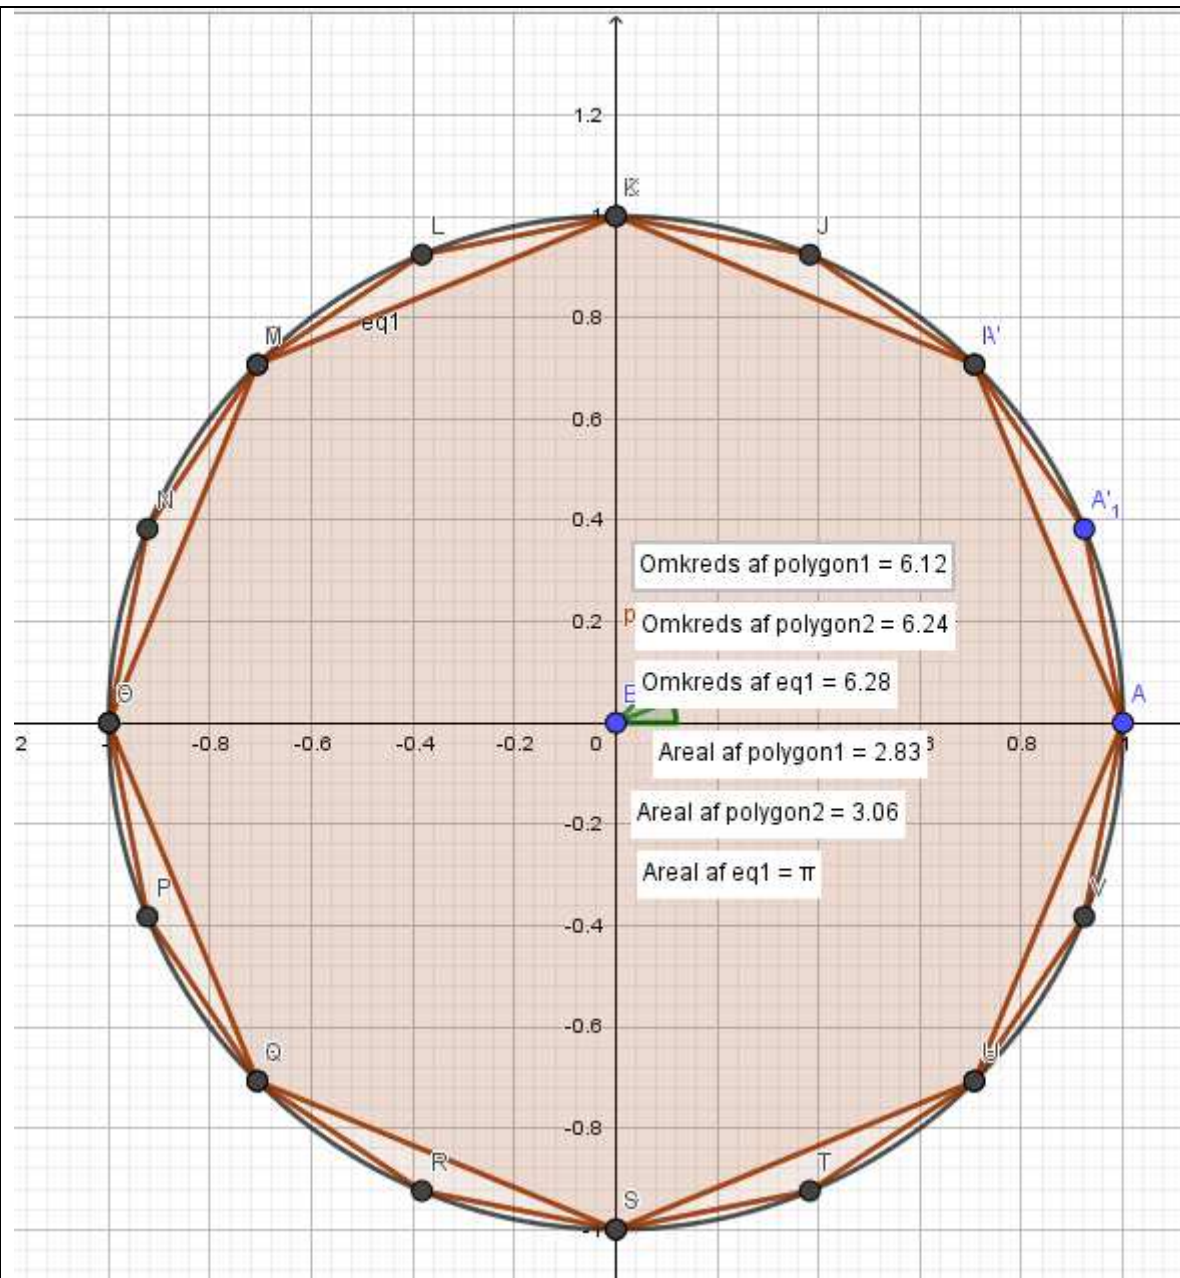 1.2
K
1
L
J
0.8
M
eq1
A'
0.6
N
0.4
A'1
Omkreds af polygon1 = 6.12
0.2
p
Omkreds af polygon2 = 6.24
Omkreds af eq1 = 6.28
A
2 -0.8 -0.6 -0.4 -0.2 0 0.8 1
Areal af polygon1 = 2.83
-0.2
Areal af polygon2 = 3.06
Areal af eq1 = π
P
V
-0.4
-0.6
Q
-0.8
R
T
S
-1